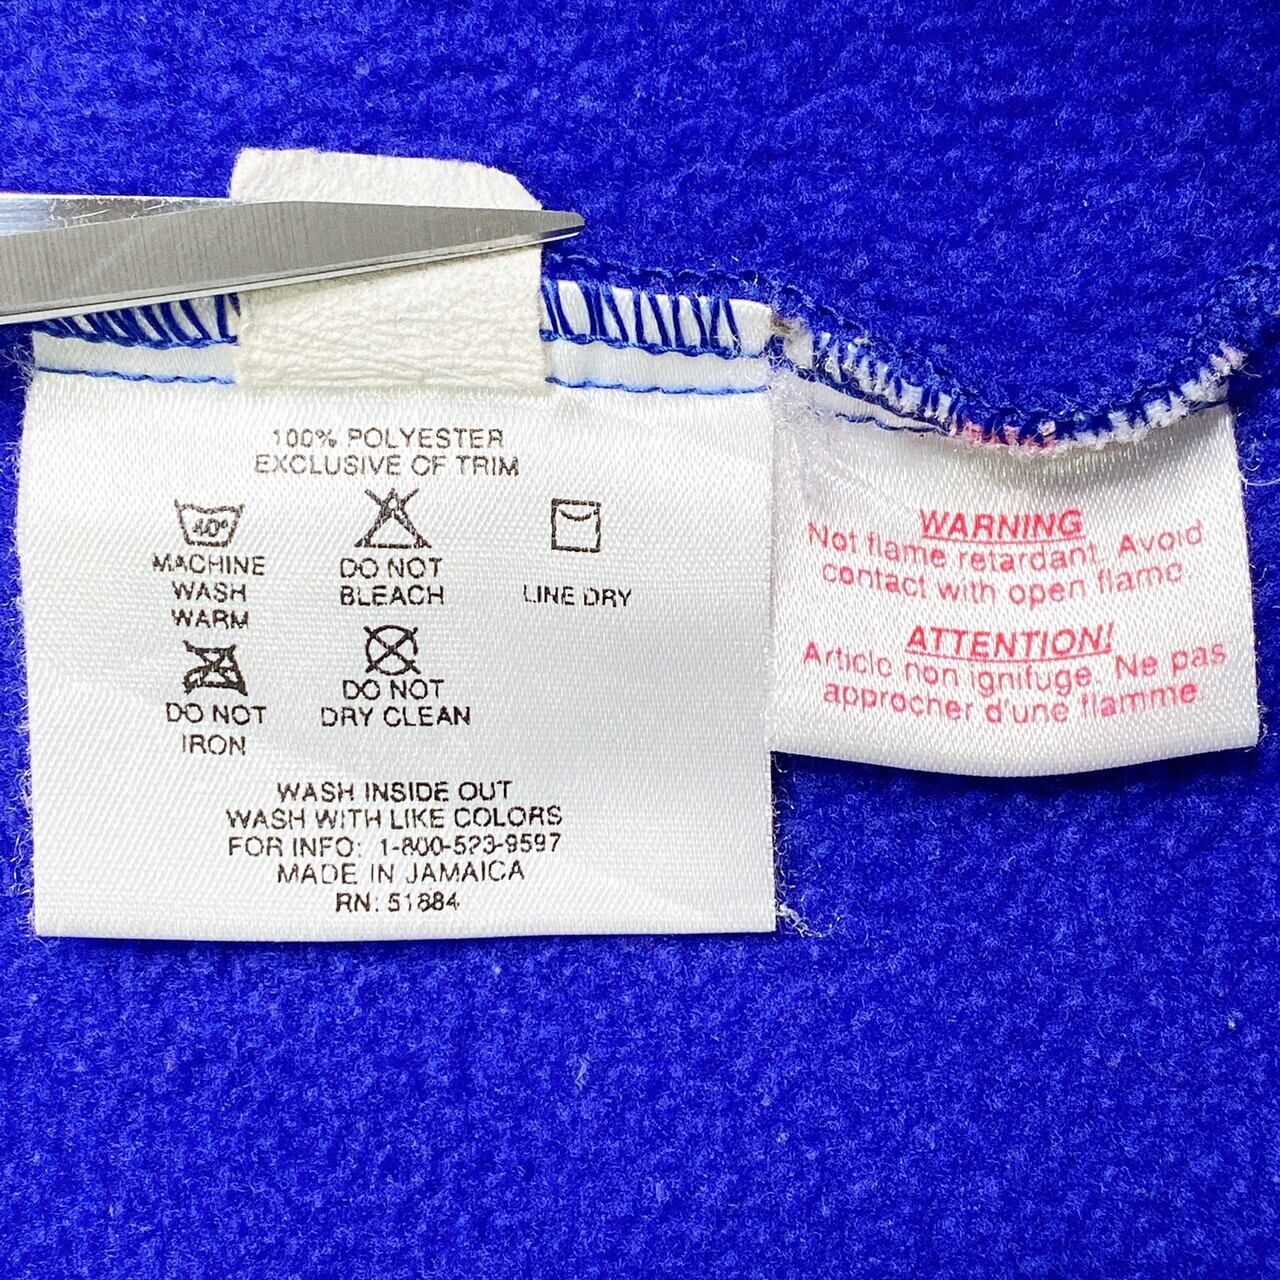 100% POLYESTER
EXCLUSIVE OF TRIM
40°
MACHINE
WASH
WARM
DO NOT
BLEACH
LINE DRY
DO NOT
IRON
DO NOT
DRY CLEAN
WASH INSIDE OUT
WASH WITH LIKE COLORS
FOR INFO: 1-800-523-9597
MADE IN JAMAICA
RN: 51884
WARNING
Not flame retardant. Avoid
contact with open flame
ATTENTION!
Article non ignifuge. Ne pas
approcher d'une flamme